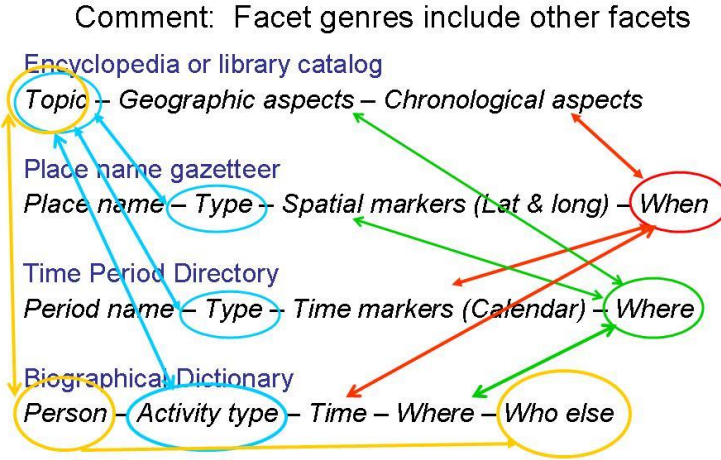 Comment: Facet genres include other facets
Encyclopedia or library catalog
Topic – Geographic aspects – Chronological aspects
Place name gazetteer
Place name – Type – Spatial markers (Lat & long) – When
Time Period Directory
Period name – Type – Time markers (Calendar) – Where
Biographical Dictionary
Person – Activity type – Time – Where – Who else